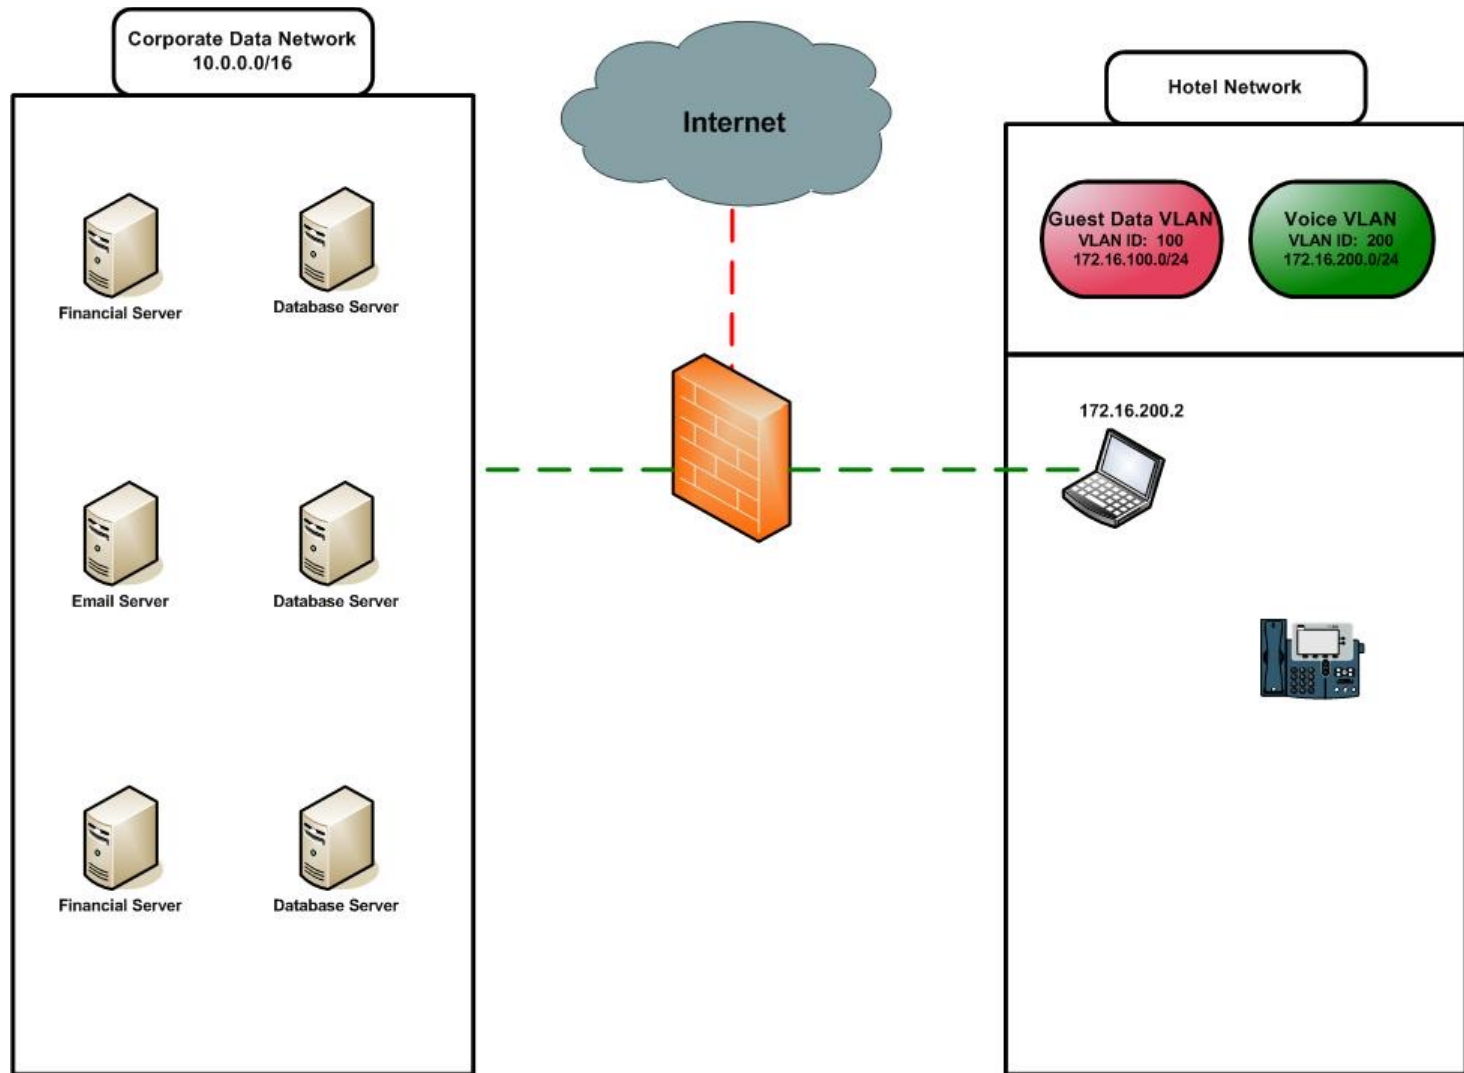 Corporate Data Network
10.0.0.0/16
Internet
Hotel Network
Guest Data VLAN
VLAN ID: 100
172.16.100.0/24
Voice VLAN
VLAN ID: 200
172.16.200.0/24
Financial Server
Database Server
172.16.200.2
Email Server
Database Server
Financial Server
Database Server